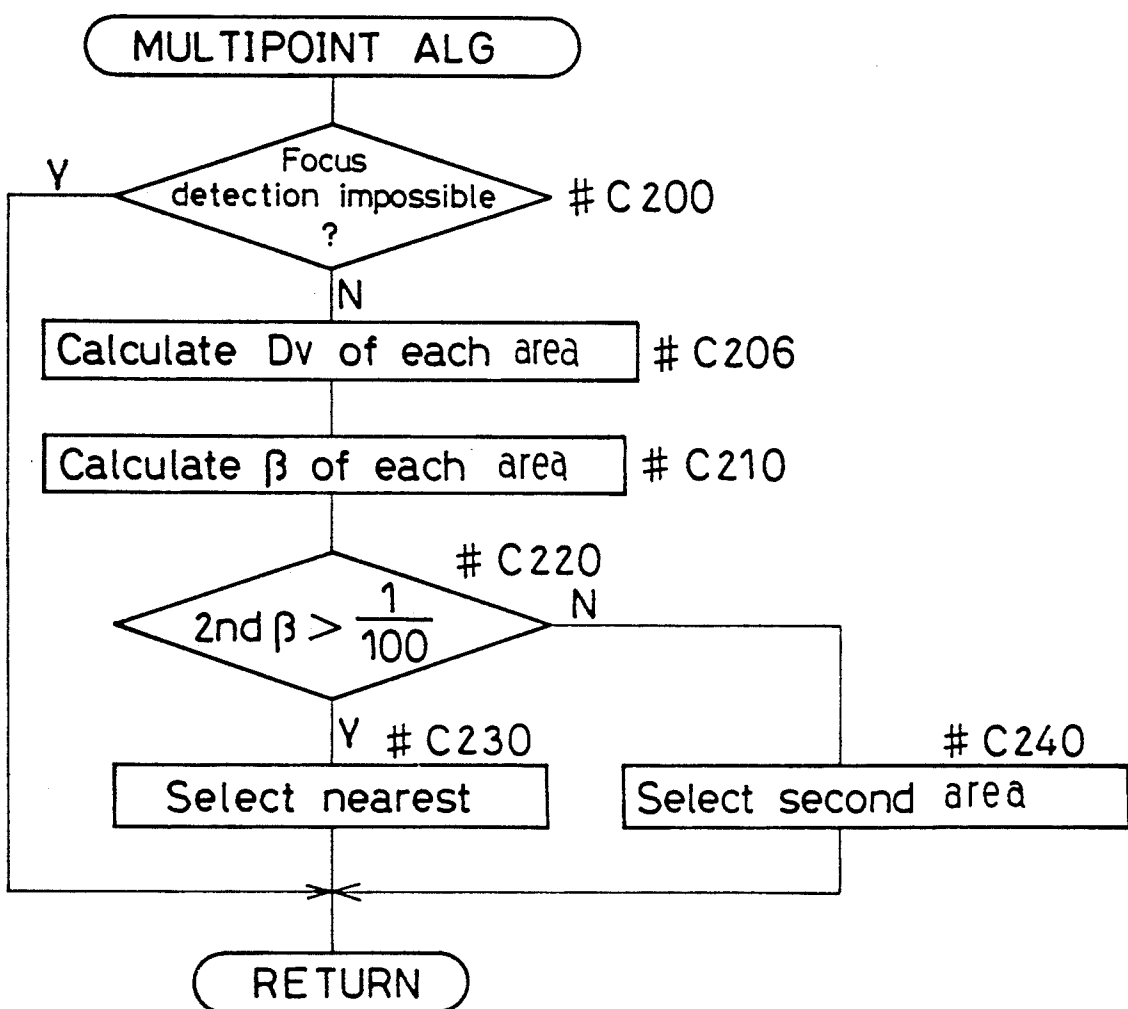 MULTIPOINT ALG
Y
Focus
detection impossible
?
# C200
N
Calculate Dv of each area
# C206
Calculate β of each area
# C210
# C220
2nd β > 1/100
N
Y
# C230
# C240
Select nearest
Select second area
RETURN